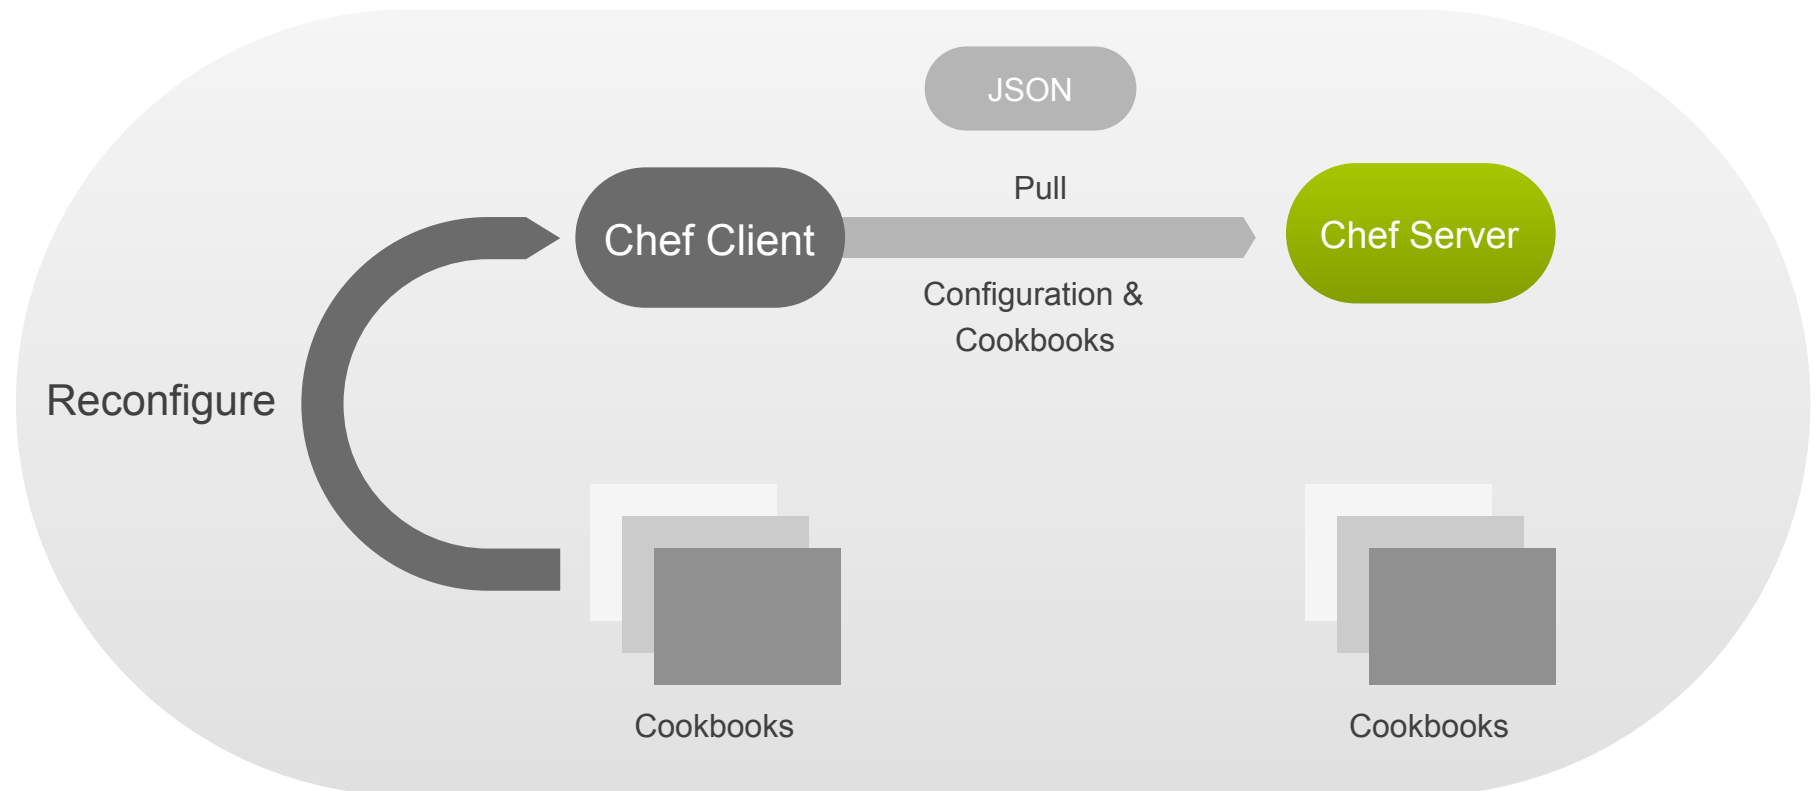 JSON
Pull
Chef Client
Chef Server
Configuration &
Cookbooks
Reconfigure
Cookbooks
Cookbooks